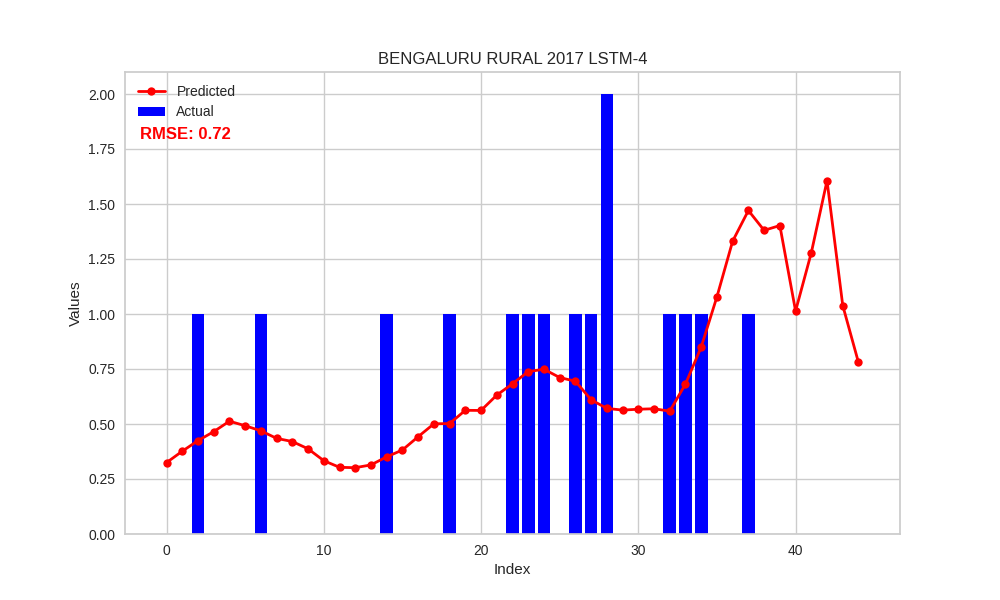 BENGALURU RURAL 2017 LSTM-4
Predicted
Actual
RMSE: 0.72
2.00
1.75
1.50
1.25
1.00
0.75
0.50
0.25
0.00
Values
0 10 20 30 40
Index